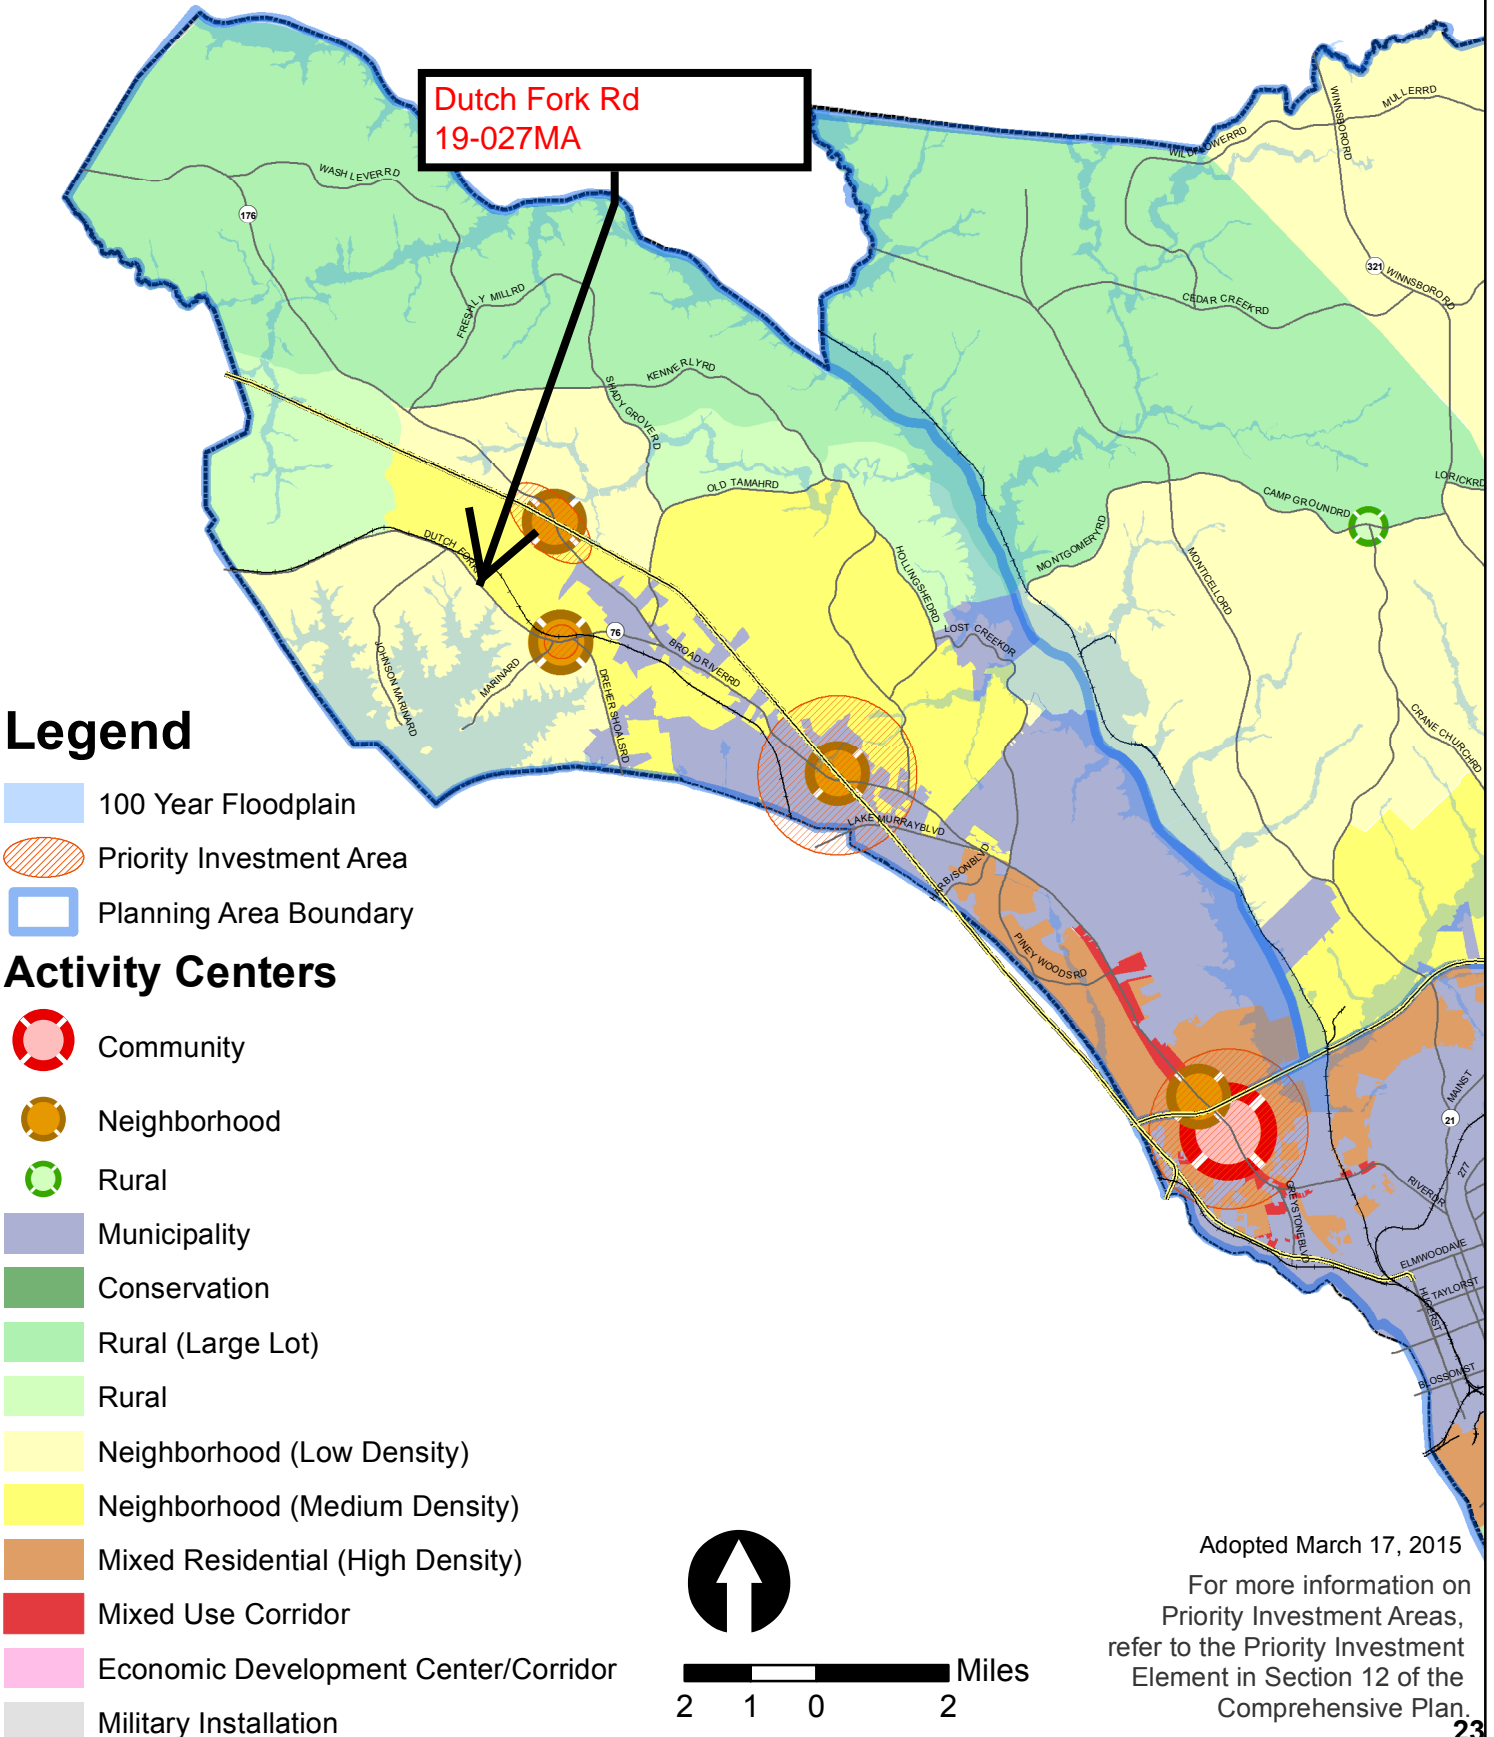 Dutch Fork Rd
19-027MA
WINNSBORO RD
MULLER RD
WILDFLOWER RD
WASH LEVER RD
176
321
WINNSBORO RD
FRESHLY MILL RD
CEDAR CREEK RD
KENNERLY RD
SHADY GROVE RD
OLD TAMAH RD
LORICK RD
CAMP GROUND RD
DUTCH FORK
MONTGOMERY RD
MONTICELLO RD
HOLLINGSHED RD
LOST CREEK DR
76
BROAD RIVER RD
JOHNSON MARINA RD
MARINA RD
DREHER SHOALS RD
CRANE CHURCH RD
LAKE MURRAY BLVD
HARBISON BLVD
PINEY WOODS RD
MAIN ST
21
277
RIVER DR
GREYSTONE BLVD
ELMWOOD AVE
TAYLOR ST
HUGER ST
BLOSSOM ST
Legend
100 Year Floodplain
Priority Investment Area
Planning Area Boundary
Activity Centers
Community
Neighborhood
Rural
Municipality
Conservation
Rural (Large Lot)
Rural
Neighborhood (Low Density)
Neighborhood (Medium Density)
Mixed Residential (High Density)
Mixed Use Corridor
Economic Development Center/Corridor
Military Installation
Miles
2 1 0 2
Adopted March 17, 2015
For more information on
Priority Investment Areas,
refer to the Priority Investment
Element in Section 12 of the
Comprehensive Plan.
23